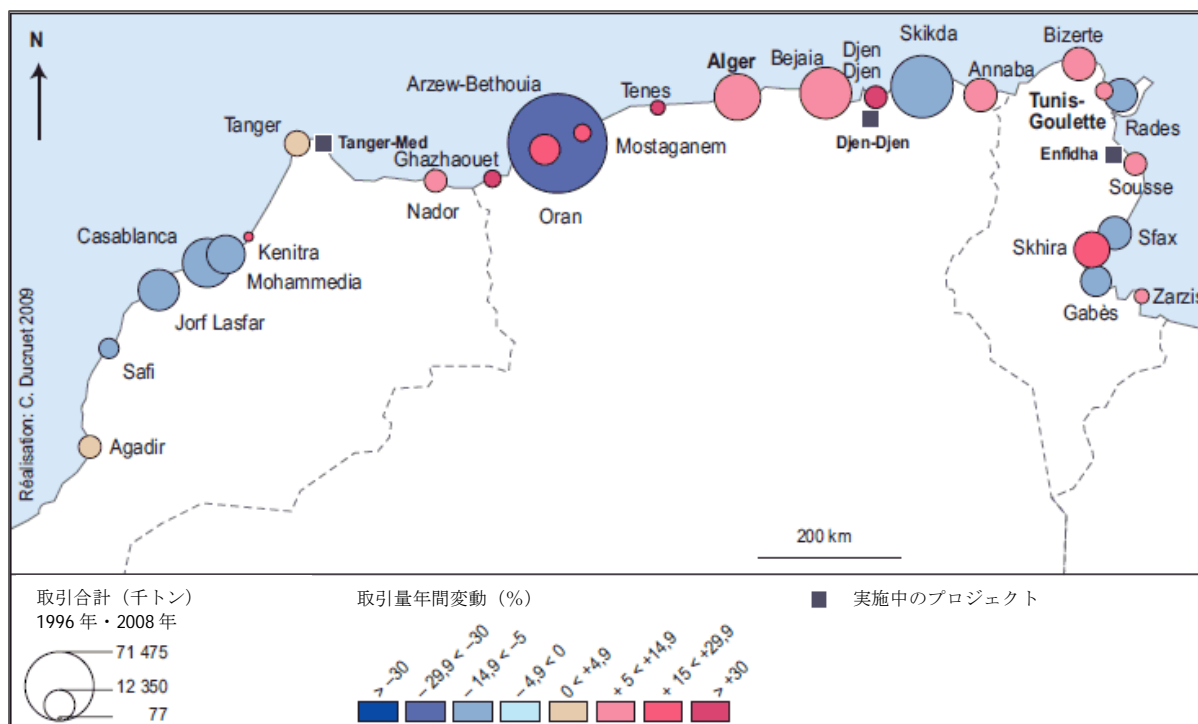 N
Réalisation: C. Ducruet 2009
Tanger
Tanger-Med
Ghazhaouet
Nador
Arzew-Bethouia
Oran
Mostaganem
Tenes
Alger
Bejaia
Djen
Djen
Djen-Djen
Skikda
Annaba
Bizerte
Tunis-
Goulette
Rades
Enfidha
Sousse
Sfax
Skhira
Gabès
Zarzis
Casablanca
Kenitra
Mohammedia
Jorf Lasfar
Safi
Agadir
200 km
取引合計（千トン）
1996 年・2008 年
71 475
12 350
77
取引量年間変動（%）
> –30
– 29,9 < –30
– 14,9 < –5
– 4,9 < 0
0 < +4,9
+ 5 < +14,9
+ 15 < +29,9
> +30
実施中のプロジェクト